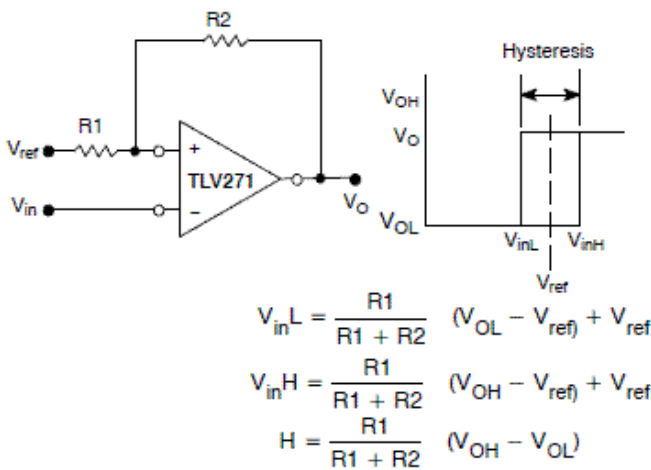 R2
R1
Vref
+
TLV271
Vin
−
VO
Hysteresis
VOH
VO
VOL
VinL VinH
Vref
VinL = R1 / (R1 + R2) (VOL − Vref) + Vref
VinH = R1 / (R1 + R2) (VOH − Vref) + Vref
H = R1 / (R1 + R2) (VOH − VOL)